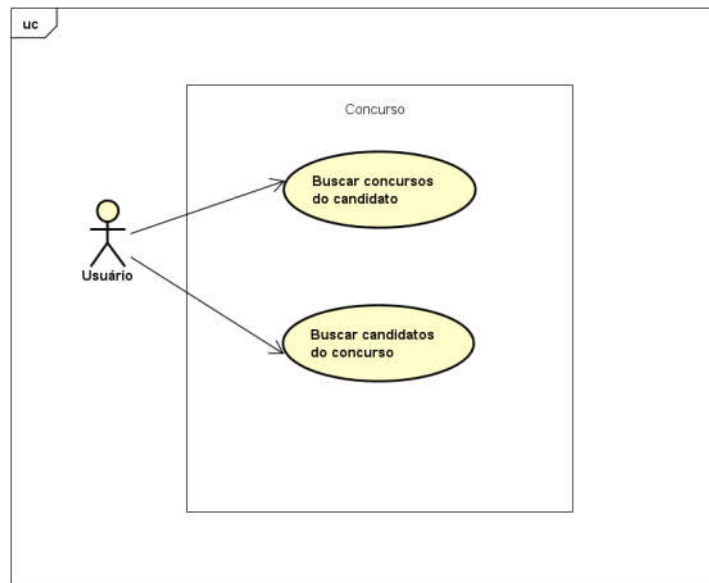 uc
Concurso
Buscar concursos
do candidato
Usuário
Buscar candidatos
do concurso